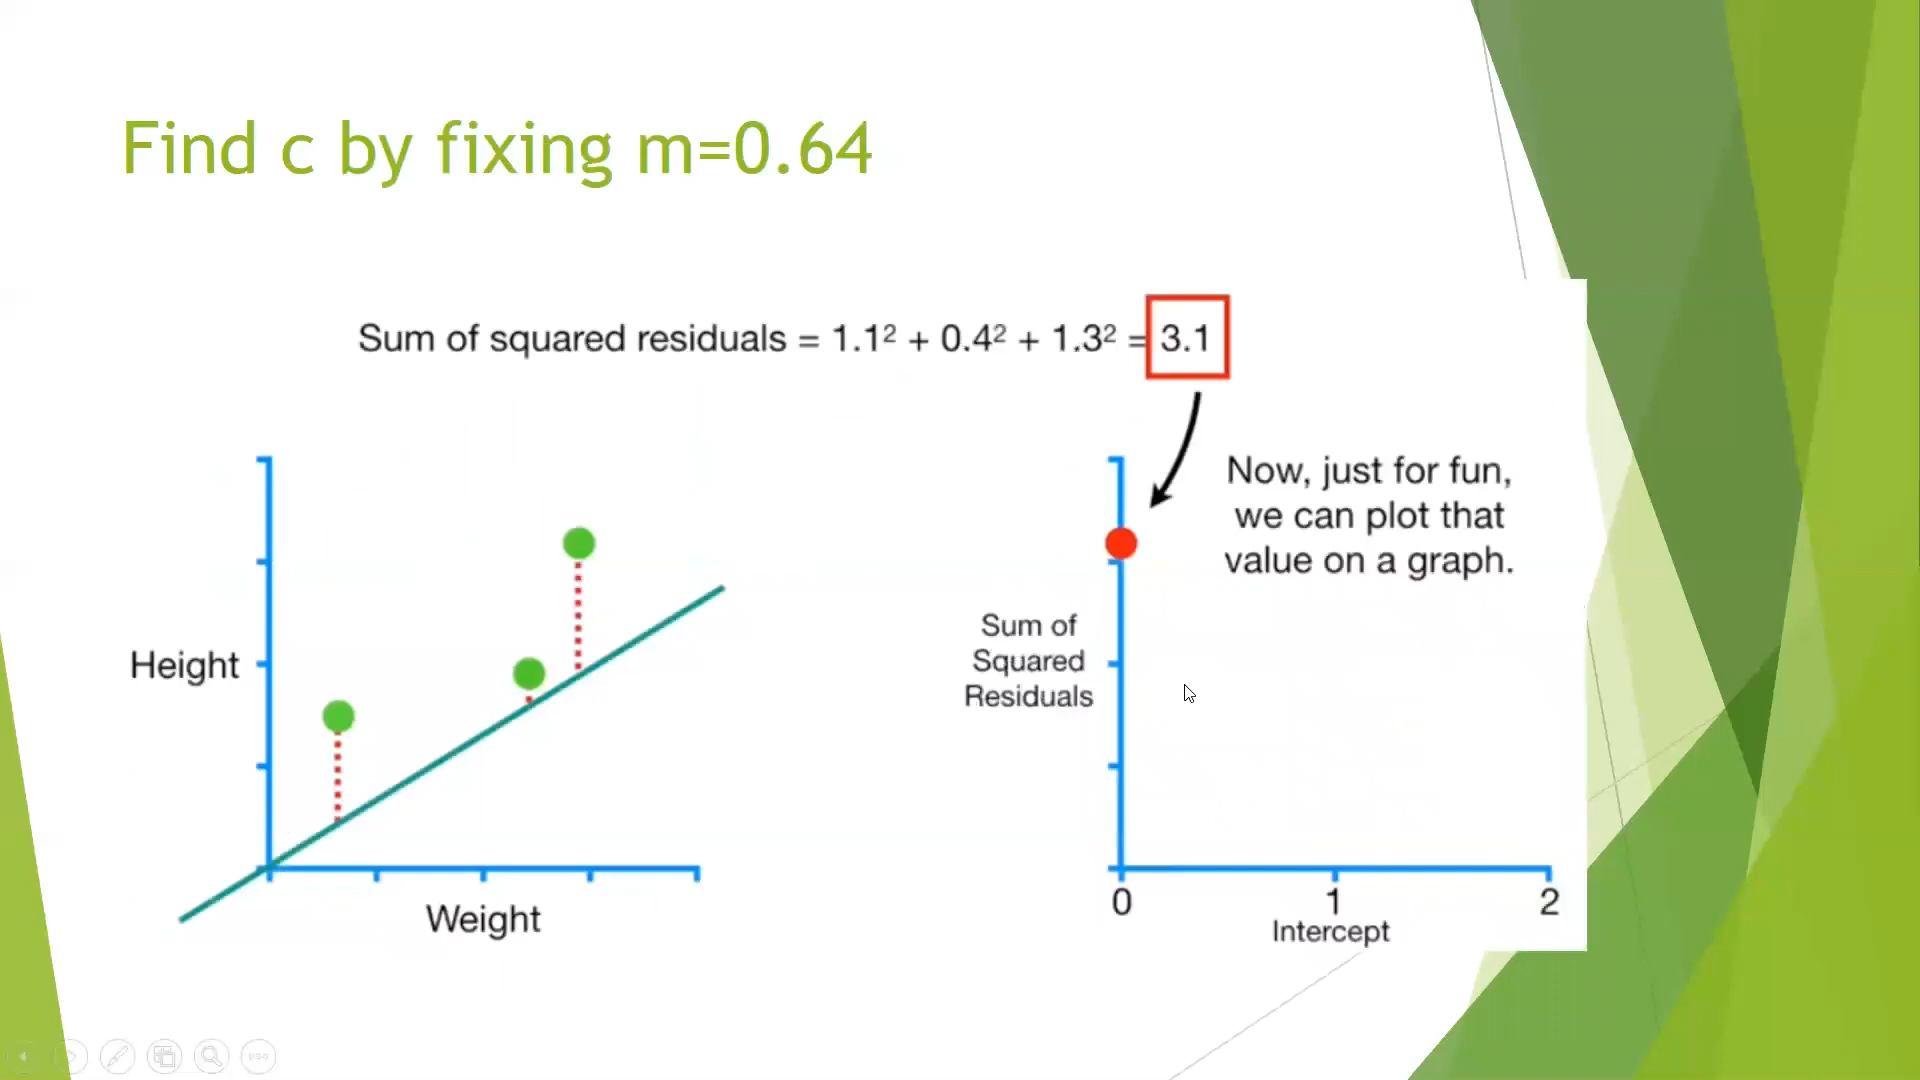 Find c by fixing m=0.64
Sum of squared residuals = 1.1² + 0.4² + 1.3² = 3.1
Now, just for fun,
we can plot that
value on a graph.
Height
Weight
Sum of
Squared
Residuals
0 1 2
Intercept